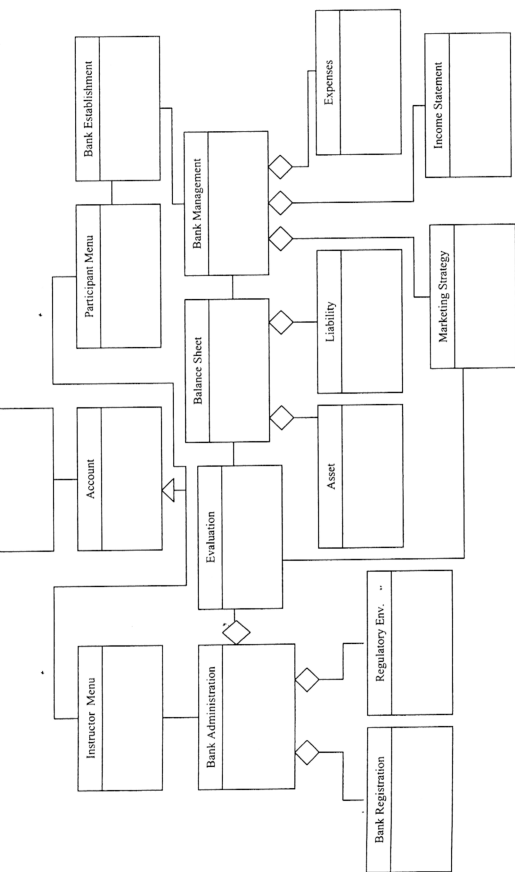 Account
Instructor Menu
Participant Menu
Bank Establishment
Bank Administration
Evaluation
Balance Sheet
Bank Management
Bank Registration
Regulatory Env.
Asset
Liability
Expenses
Marketing Strategy
Income Statement